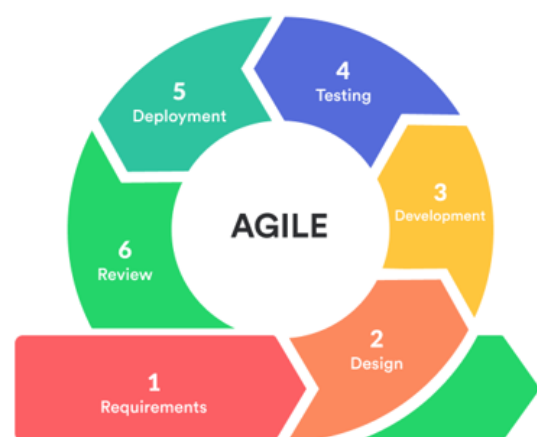 AGILE
1
Requirements
2
Design
3
Development
4
Testing
5
Deployment
6
Review